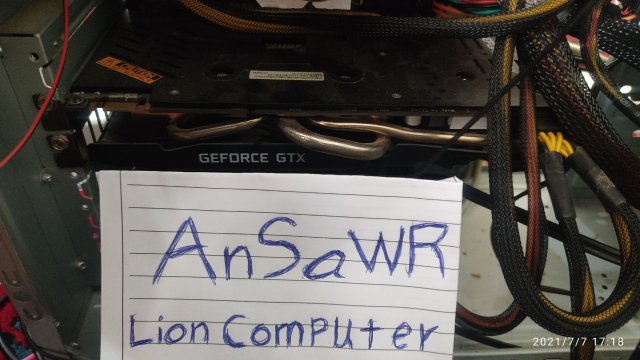 GEFORCE GTX
AnSaWR
Lion Computer
2021/7/7 17:18